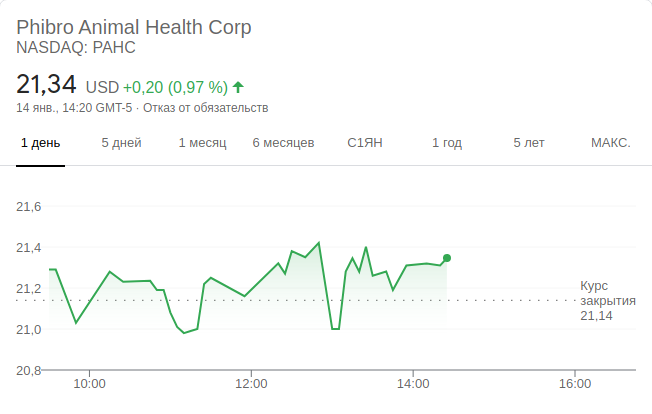 Phibro Animal Health Corp
NASDAQ: PAHC
21,34 USD +0,20 (0,97 %)
14 янв., 14:20 GMT-5 · Отказ от обязательств
1 день 5 дней 1 месяц 6 месяцев С1ЯН 1 год 5 лет МАКС.
21,6
21,4
21,2
21,0
20,8
Курс
закрытия
21,14
10:00 12:00 14:00 16:00